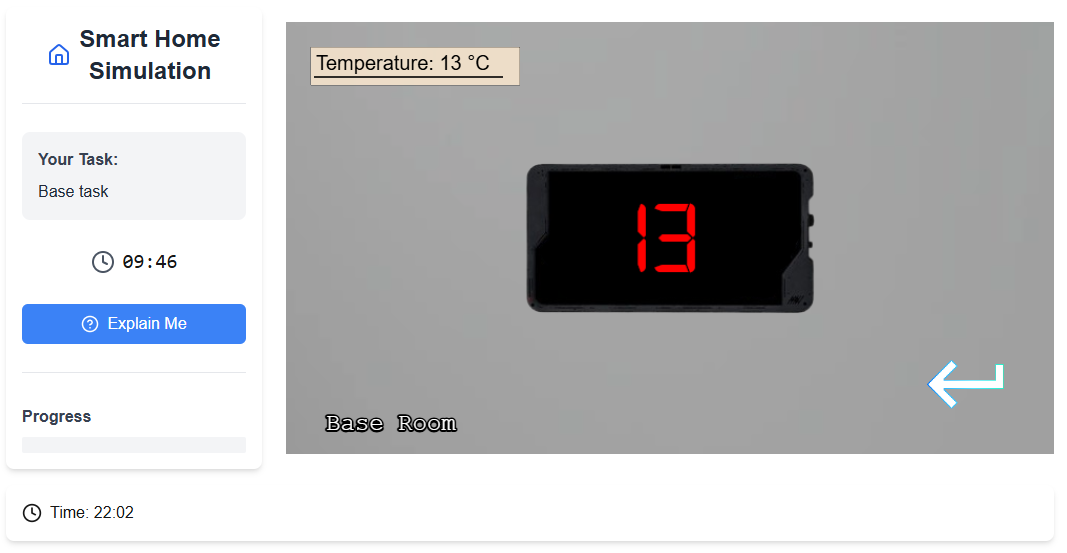 Smart Home
Simulation
Your Task:
Base task
09:46
Explain Me
Progress
Time: 22:02
Temperature: 13 °C
13
Base Room